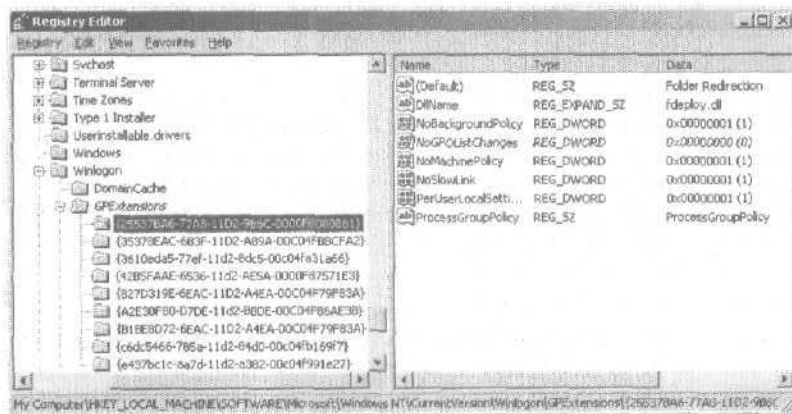 Registry Editor
Registry Edit View Favorites Help
Svchost
Terminal Server
Time Zones
Type 1 Installer
Userinstallable.drivers
Windows
Winlogon
DomainCache
GPExtensions
{25537BA6-77A8-11D2-9B6C-0000F8080861}
{35378EAC-683F-11D2-A89A-00C04FBBCFA2}
{3610eda5-77ef-11d2-8dc5-00c04fa31a66}
{42B5FAAE-6536-11d2-AE5A-0000F87571E3}
{827D319E-6EAC-11D2-A4EA-00C04F79F83A}
{A2E30F80-D7DE-11d2-BBDE-00C04F86AE3B}
{B1BE8D72-6EAC-11D2-A4EA-00C04F79F83A}
{c6dc5466-785a-11d2-84d0-00c04fb169f7}
{e437bc1c-aa7d-11d2-a382-00c04f991e27}
Name Type Data
(Default) REG_SZ Folder Redirection
DllName REG_EXPAND_SZ fdeploy.dll
NoBackgroundPolicy REG_DWORD 0x00000001 (1)
NoGPOListChanges REG_DWORD 0x00000000 (0)
NoMachinePolicy REG_DWORD 0x00000001 (1)
NoSlowLink REG_DWORD 0x00000001 (1)
PerUserLocalSetti... REG_DWORD 0x00000001 (1)
ProcessGroupPolicy REG_SZ ProcessGroupPolicy
My Computer\HKEY_LOCAL_MACHINE\SOFTWARE\Microsoft\Windows NT\CurrentVersion\Winlogon\GPExtensions\{25537BA6-77A8-11D2-9B6C